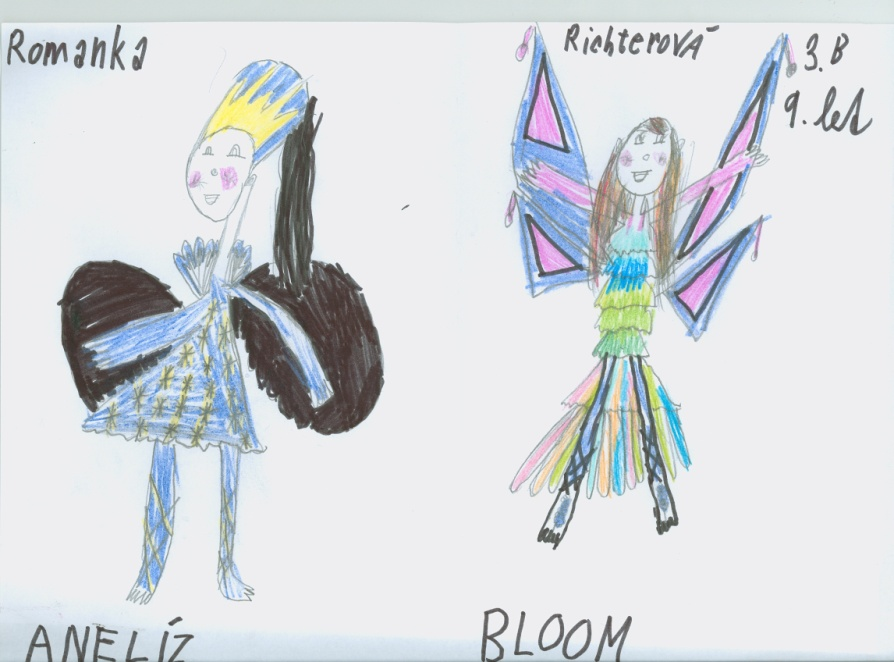 Romanka
Richterová
3.B
9. let
ANELÍZ
BLOOM